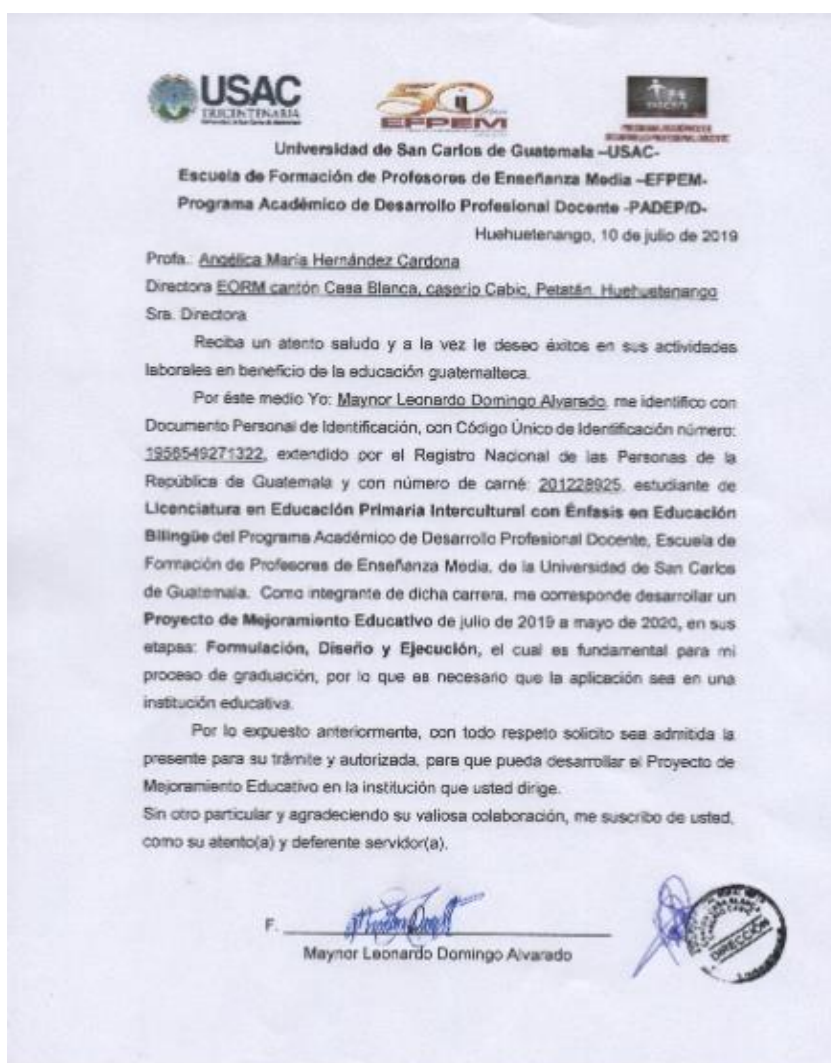 USAC
TRICENTENARIA
50
EFPEM
Universidad de San Carlos de Guatemala –USAC-
Escuela de Formación de Profesores de Enseñanza Media –EFPEM-
Programa Académico de Desarrollo Profesional Docente -PADEP/D-
Huehuetenango, 10 de julio de 2019
Profa.: Angélica María Hernández Cardona
Directora EORM cantón Casa Blanca, caserío Cabic, Petatán, Huehuetenango
Sra. Directora
Reciba un atento saludo y a la vez le deseo éxitos en sus actividades
laborales en beneficio de la educación guatemalteca.
Por éste medio Yo: Maynor Leonardo Domingo Alvarado, me identifico con
Documento Personal de Identificación, con Código Único de Identificación número:
1956549271322, extendido por el Registro Nacional de las Personas de la
República de Guatemala y con número de carné: 201228925, estudiante de
Licenciatura en Educación Primaria Intercultural con Énfasis en Educación
Bilingüe del Programa Académico de Desarrollo Profesional Docente, Escuela de
Formación de Profesores de Enseñanza Media, de la Universidad de San Carlos
de Guatemala. Como integrante de dicha carrera, me corresponde desarrollar un
Proyecto de Mejoramiento Educativo de julio de 2019 a mayo de 2020, en sus
etapas: Formulación, Diseño y Ejecución, el cual es fundamental para mi
proceso de graduación, por lo que es necesario que la aplicación sea en una
institución educativa.
Por lo expuesto anteriormente, con todo respeto solicito sea admitida la
presente para su trámite y autorizada, para que pueda desarrollar el Proyecto de
Mejoramiento Educativo en la institución que usted dirige.
Sin otro particular y agradeciendo su valiosa colaboración, me suscribo de usted,
como su atento(a) y deferente servidor(a).
F.
Maynor Leonardo Domingo Alvarado
DIRECCIÓN